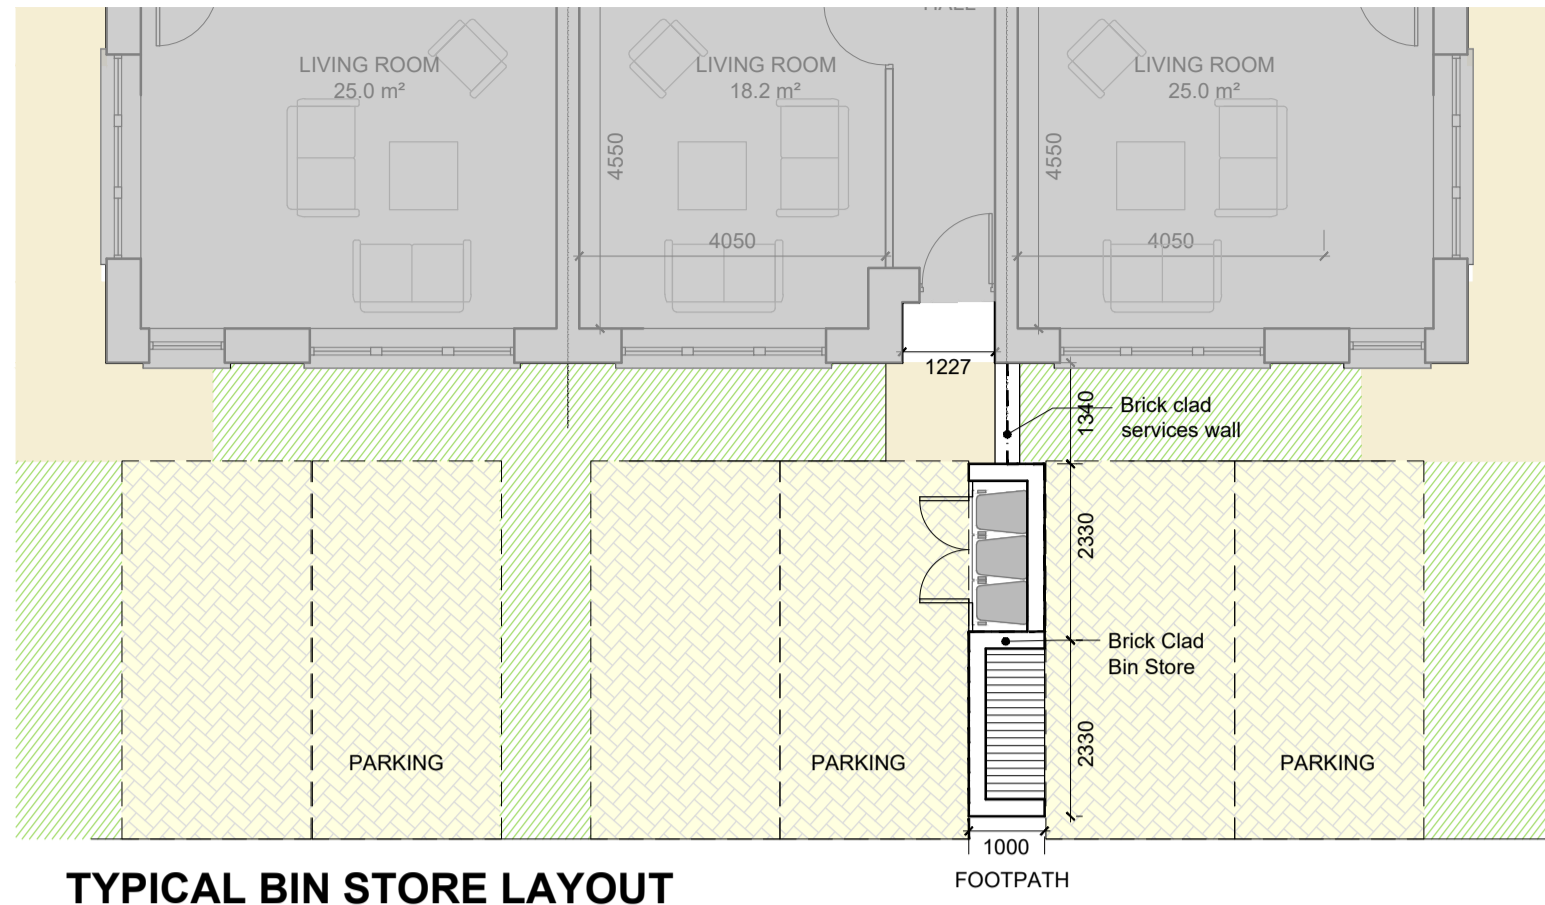 HALL
LIVING ROOM
25.0 m²
LIVING ROOM
18.2 m²
LIVING ROOM
25.0 m²
4550
4550
4050
4050
1227
1340
Brick clad
services wall
2330
Brick Clad
Bin Store
2330
PARKING
PARKING
PARKING
1000
FOOTPATH
TYPICAL BIN STORE LAYOUT